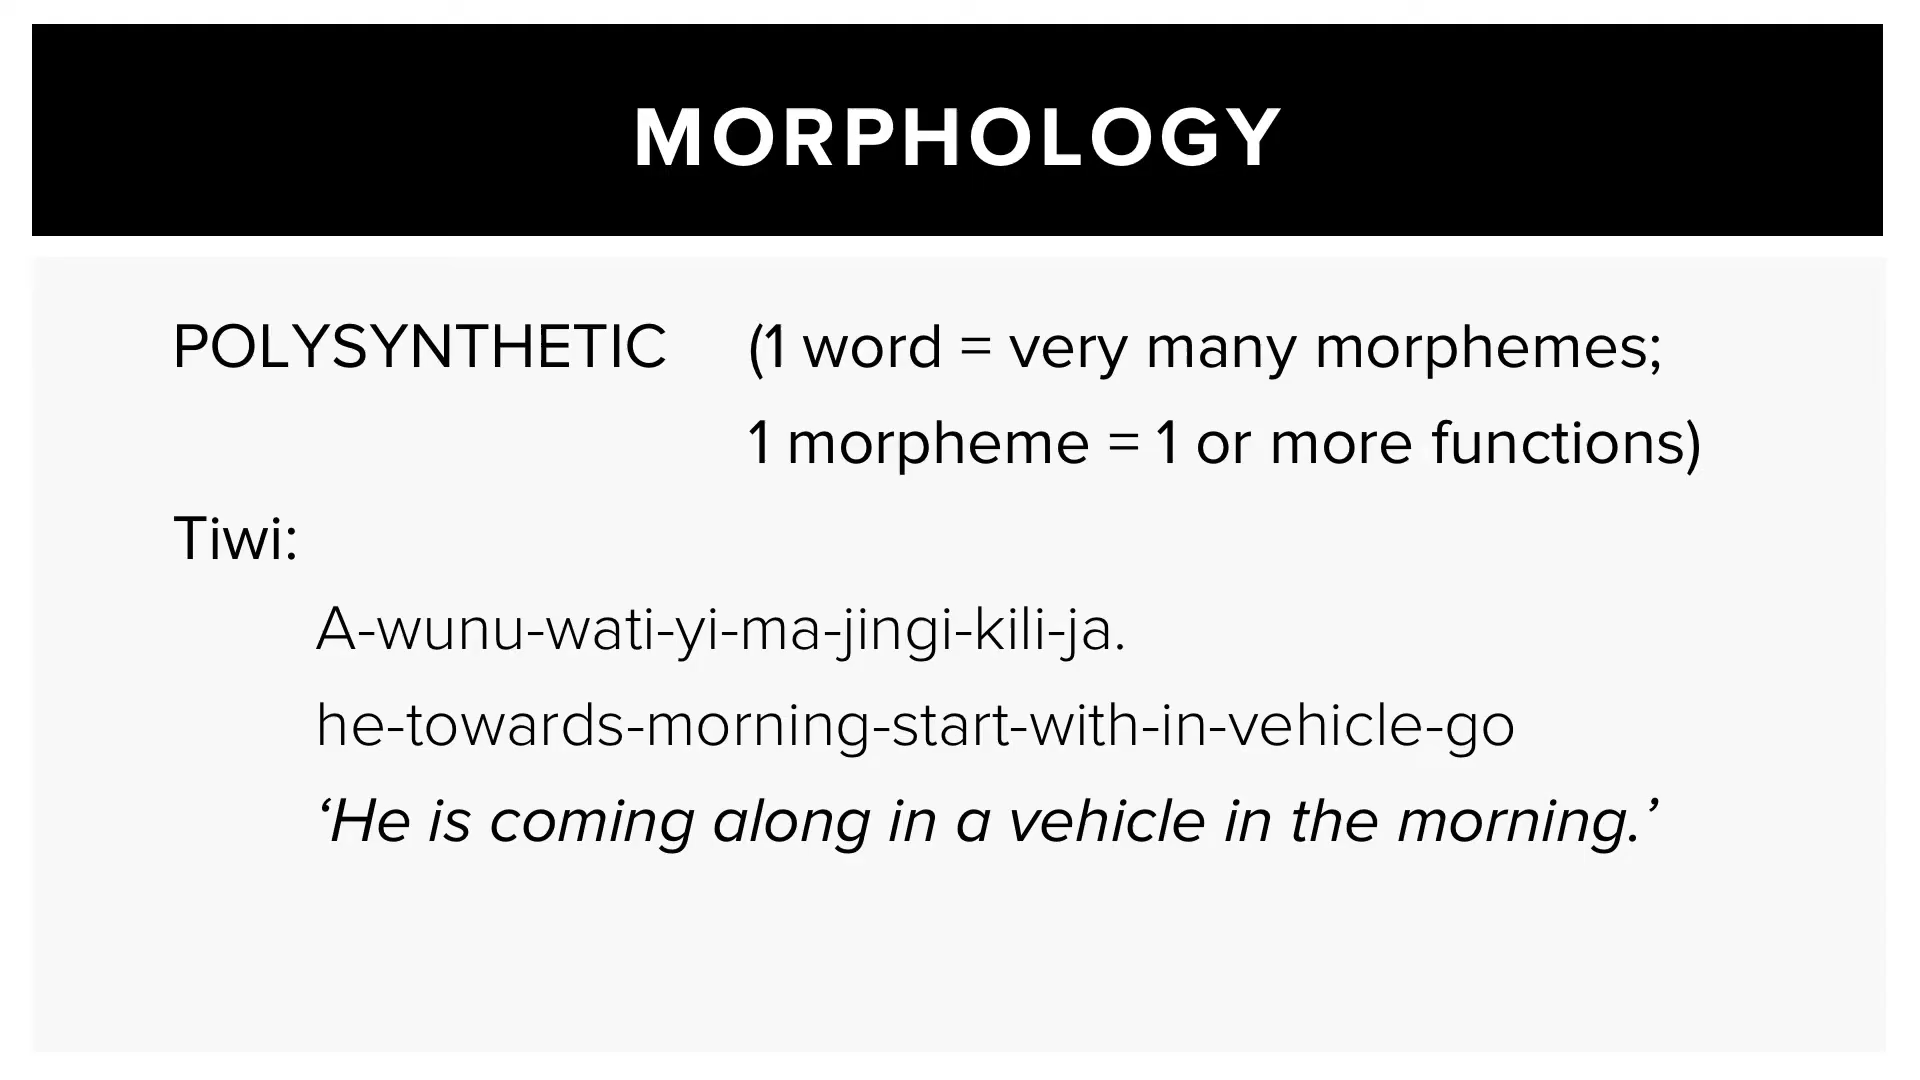 MORPHOLOGY
POLYSYNTHETIC (1 word = very many morphemes;
1 morpheme = 1 or more functions)
Tiwi:
A-wunu-wati-yi-ma-jingi-kili-ja.
he-towards-morning-start-with-in-vehicle-go
‘He is coming along in a vehicle in the morning.’